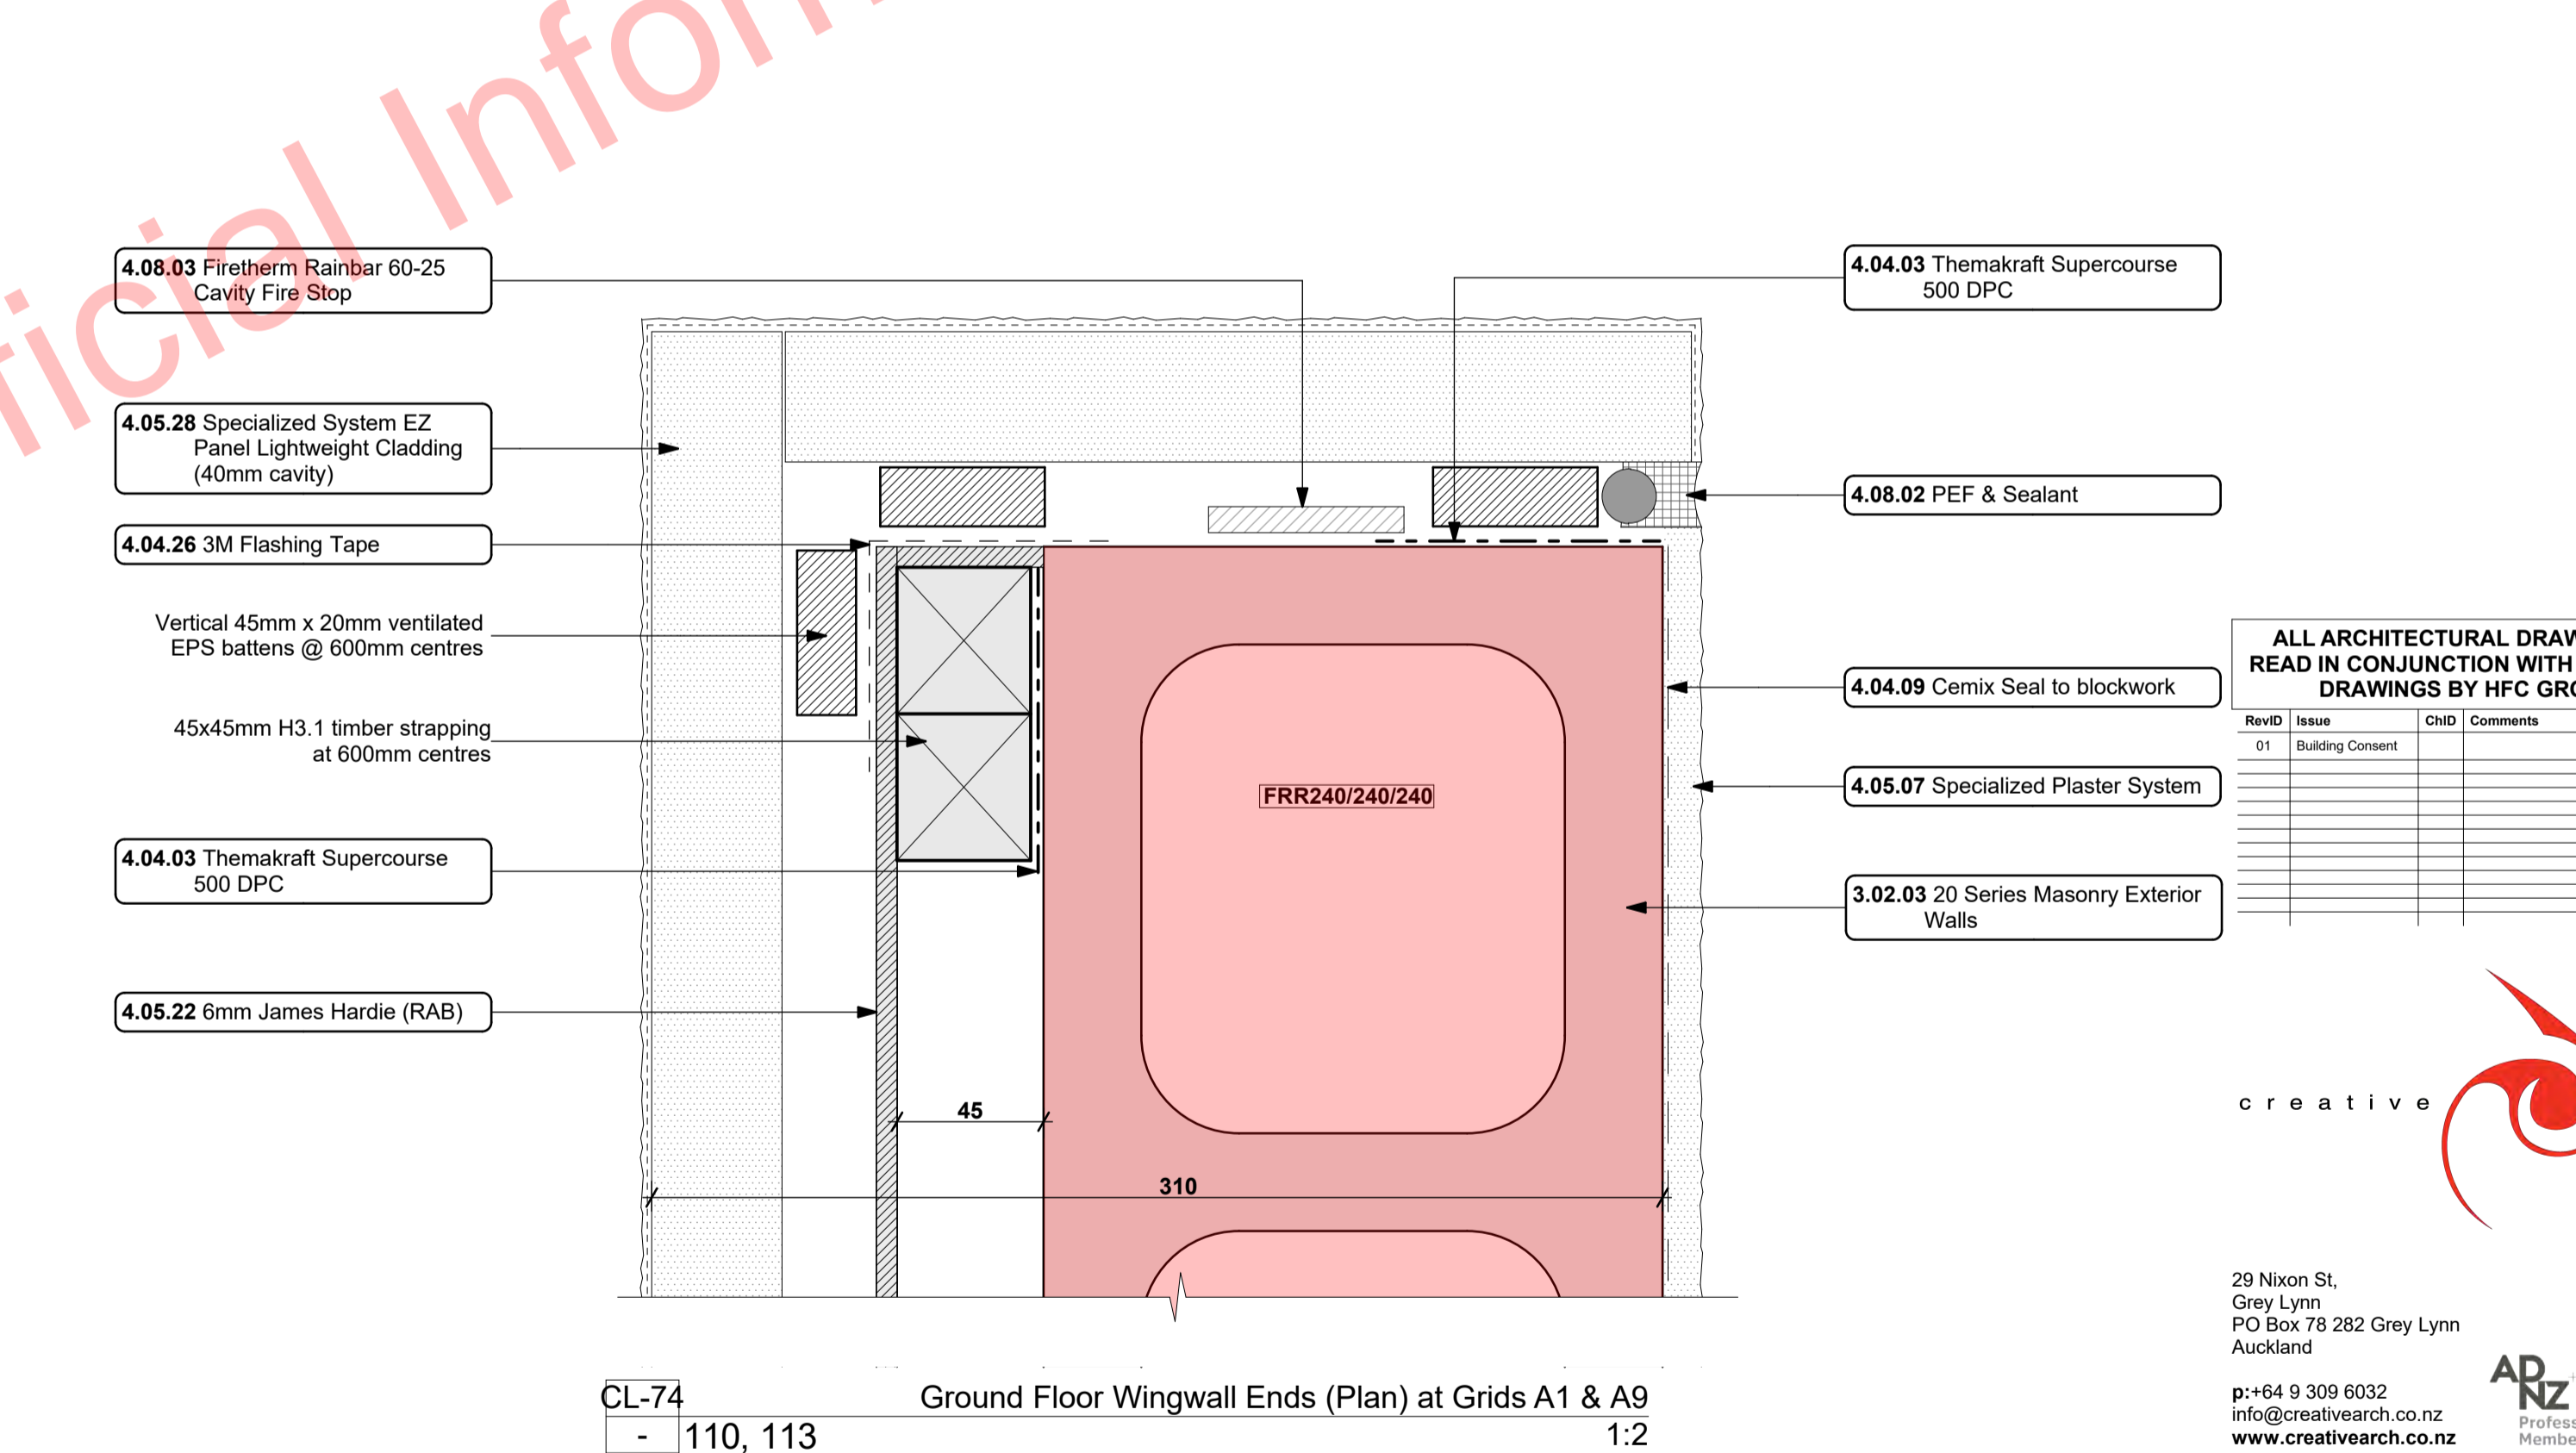 ficial Inform
4.08.03 Firetherm Rainbar 60-25
Cavity Fire Stop
4.05.28 Specialized System EZ
Panel Lightweight Cladding
(40mm cavity)
4.04.26 3M Flashing Tape
Vertical 45mm x 20mm ventilated
EPS battens @ 600mm centres
45x45mm H3.1 timber strapping
at 600mm centres
4.04.03 Themakraft Supercourse
500 DPC
4.05.22 6mm James Hardie (RAB)
FRR240/240/240
45
310
4.04.03 Themakraft Supercourse
500 DPC
4.08.02 PEF & Sealant
4.04.09 Cemix Seal to blockwork
4.05.07 Specialized Plaster System
3.02.03 20 Series Masonry Exterior
Walls
CL-74 Ground Floor Wingwall Ends (Plan) at Grids A1 & A9
- 110, 113 1:2
ALL ARCHITECTURAL DRAW
READ IN CONJUNCTION WITH
DRAWINGS BY HFC GRO
RevID Issue ChID Comments
01 Building Consent
creative
29 Nixon St,
Grey Lynn
PO Box 78 282 Grey Lynn
Auckland
p:+64 9 309 6032
info@creativearch.co.nz
www.creativearch.co.nz
AD
NZ
Profess
Membe